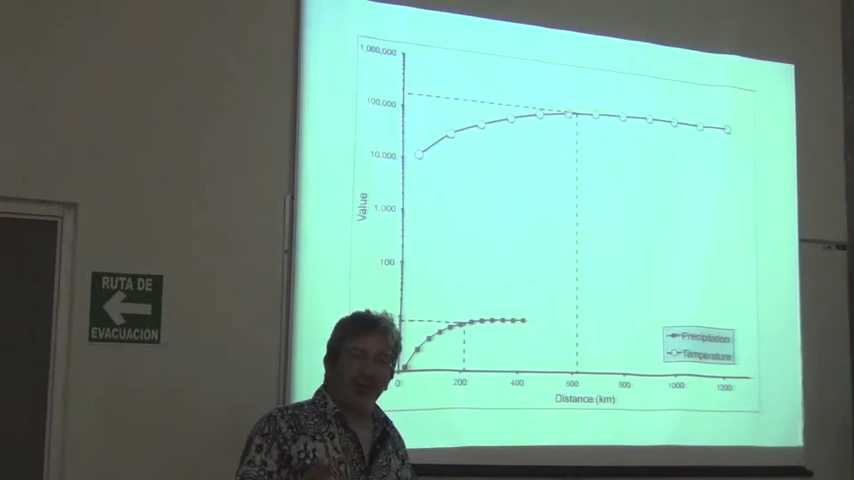 1,000,000
100,000
10,000
1,000
100
Value
0
200
400
600
800
1000
1200
Distance (km)
Precipitation
Temperature
RUTA DE
EVACUACIÓN